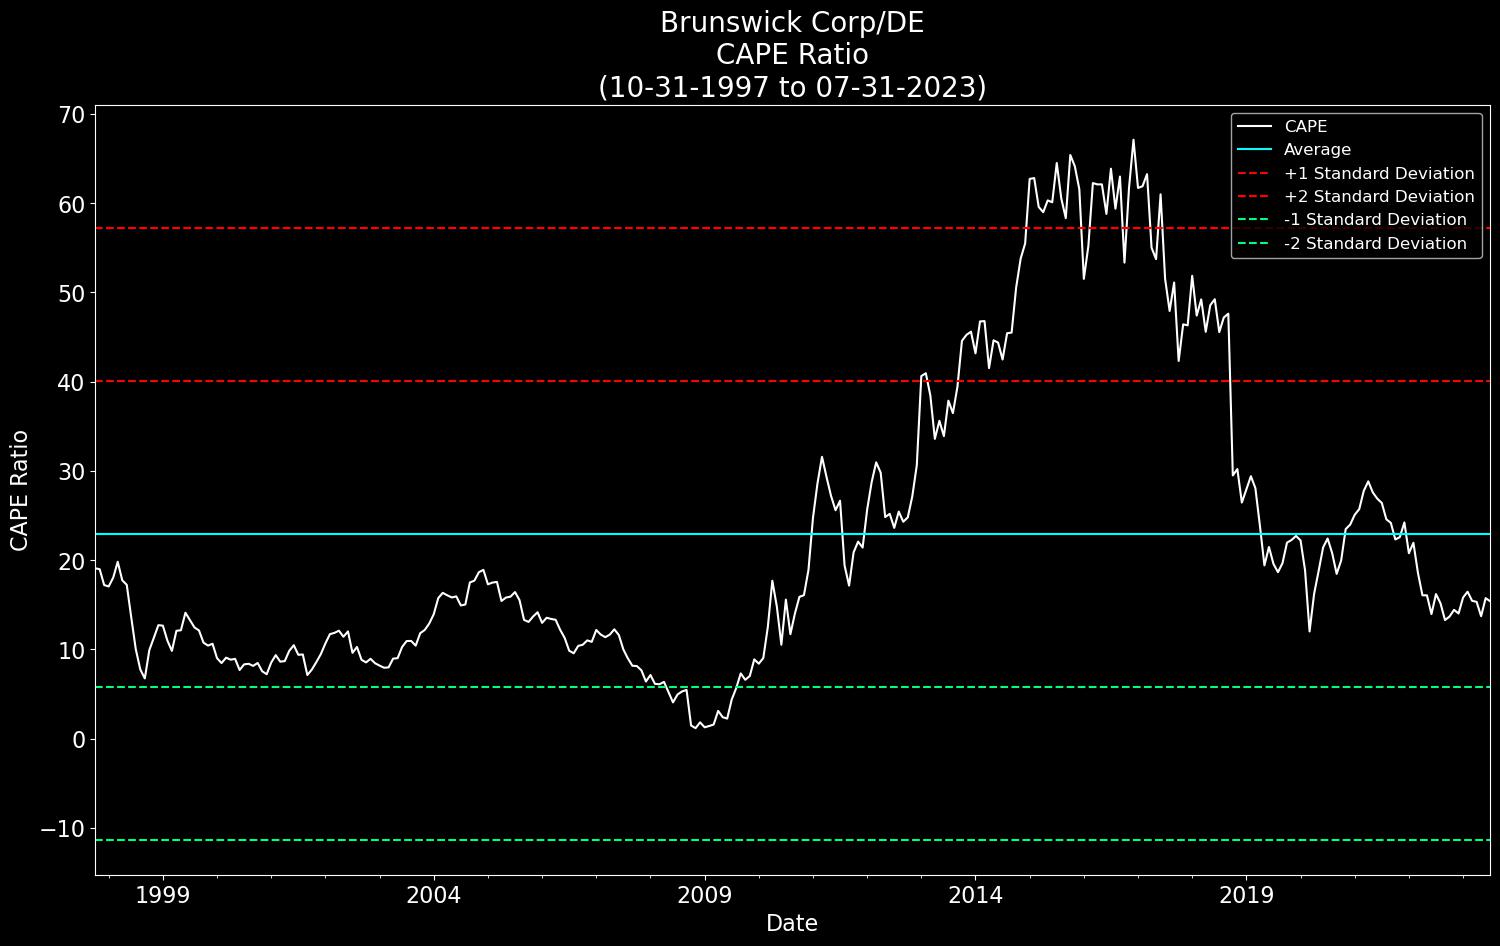 Brunswick Corp/DE
CAPE Ratio
(10-31-1997 to 07-31-2023)
70
60
50
40
30
20
10
0
−10
CAPE Ratio
CAPE
Average
+1 Standard Deviation
+2 Standard Deviation
-1 Standard Deviation
-2 Standard Deviation
1999 2004 2009 2014 2019
Date